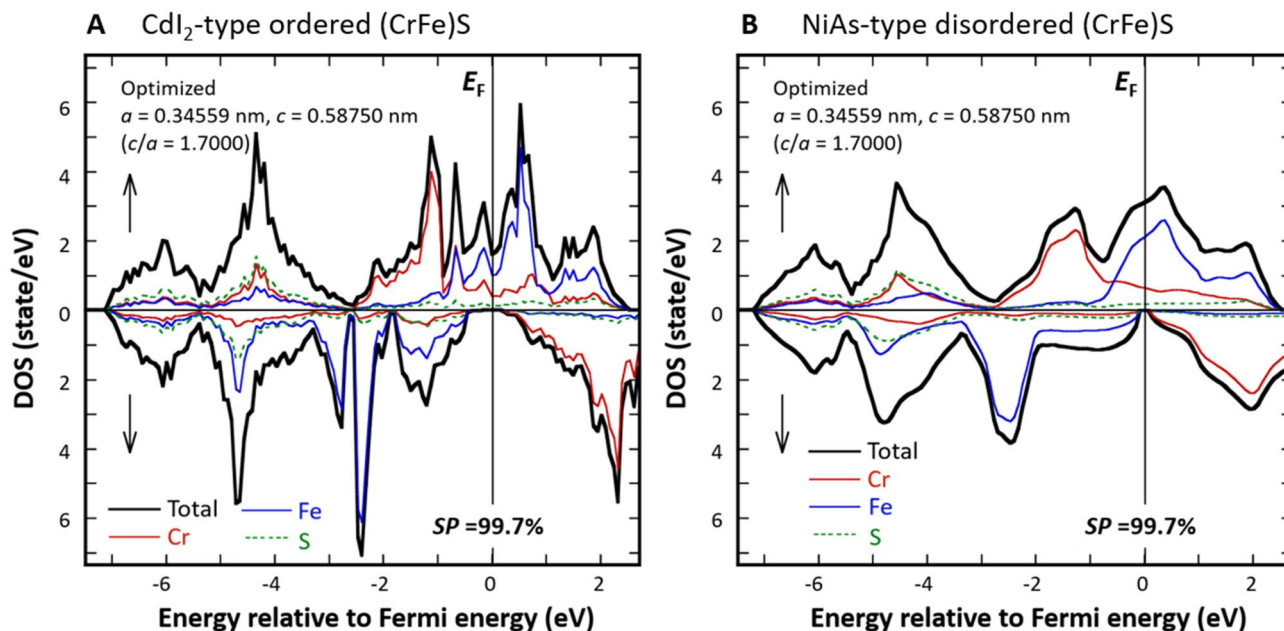 A CdI2-type ordered (CrFe)S
Optimized
a = 0.34559 nm, c = 0.58750 nm
(c/a = 1.7000)
EF
DOS (state/eV)
6
4
2
0
2
4
6
Total
Fe
Cr
S
SP =99.7%
-6
-4
-2
0
2
Energy relative to Fermi energy (eV)
B NiAs-type disordered (CrFe)S
Optimized
a = 0.34559 nm, c = 0.58750 nm
(c/a = 1.7000)
EF
DOS (state/eV)
6
4
2
0
2
4
6
Total
Cr
Fe
S
SP =99.7%
-6
-4
-2
0
2
Energy relative to Fermi energy (eV)